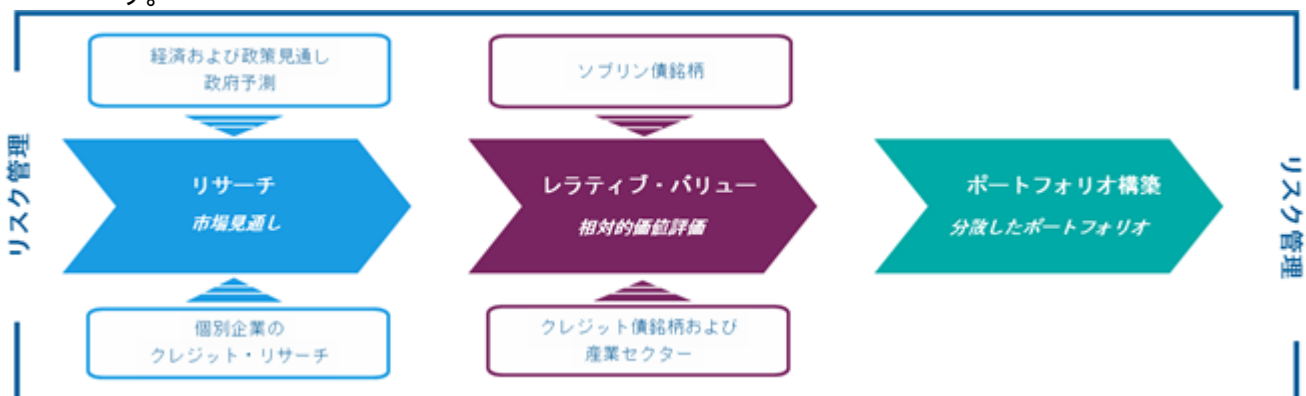 す。
経済および政策見通し
政府予測
ソブリン債銘柄
リスク管理
リサーチ
市場見通し
レラティブ・バリュー
相対的価値評価
ポートフォリオ構築
分散したポートフォリオ
リスク管理
個別企業の
クレジット・リサーチ
クレジット債銘柄および
産業セクター